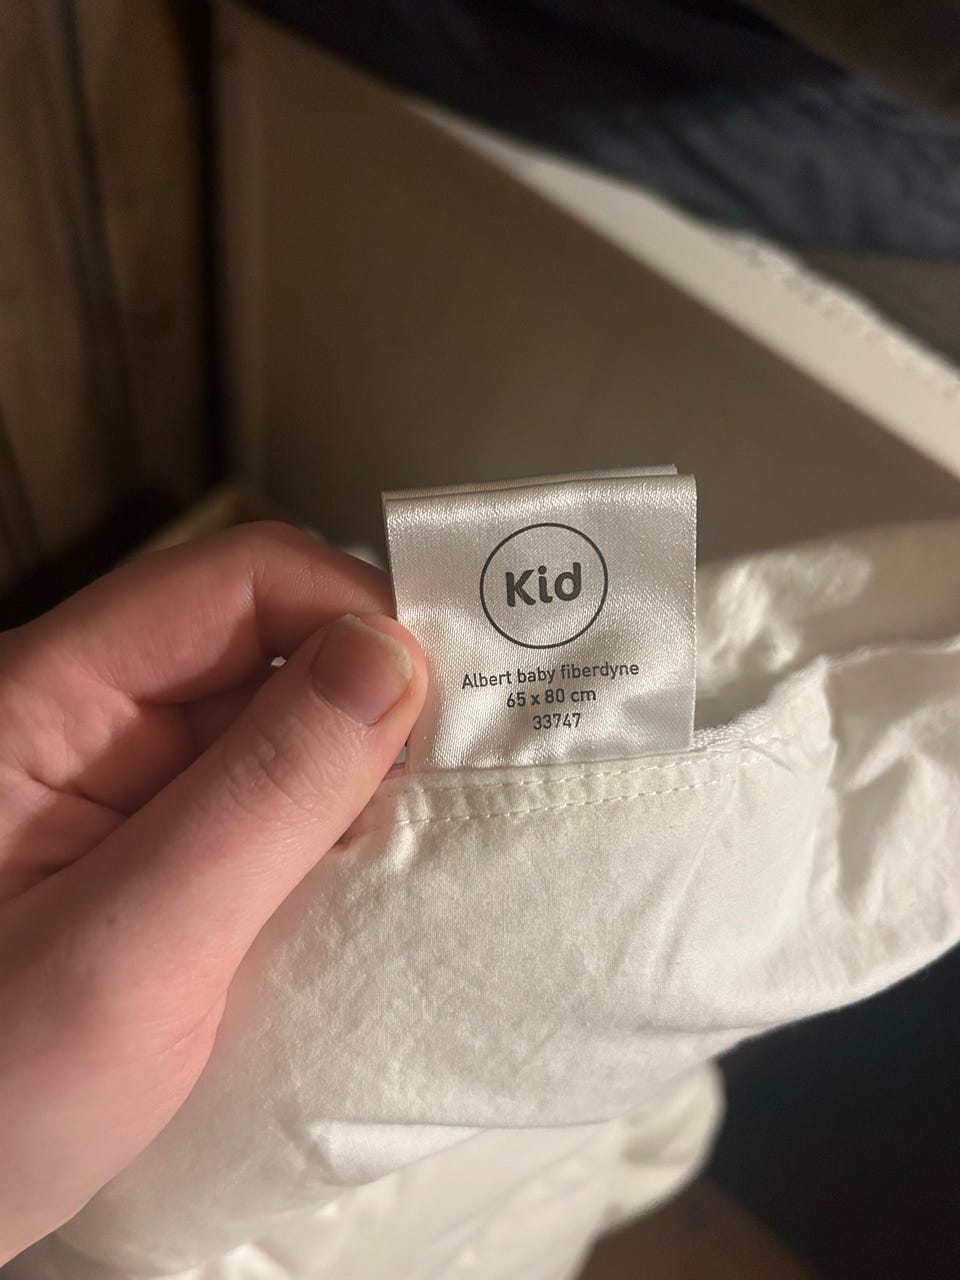 Kid
Albert baby fiberdyne
65 x 80 cm
33747